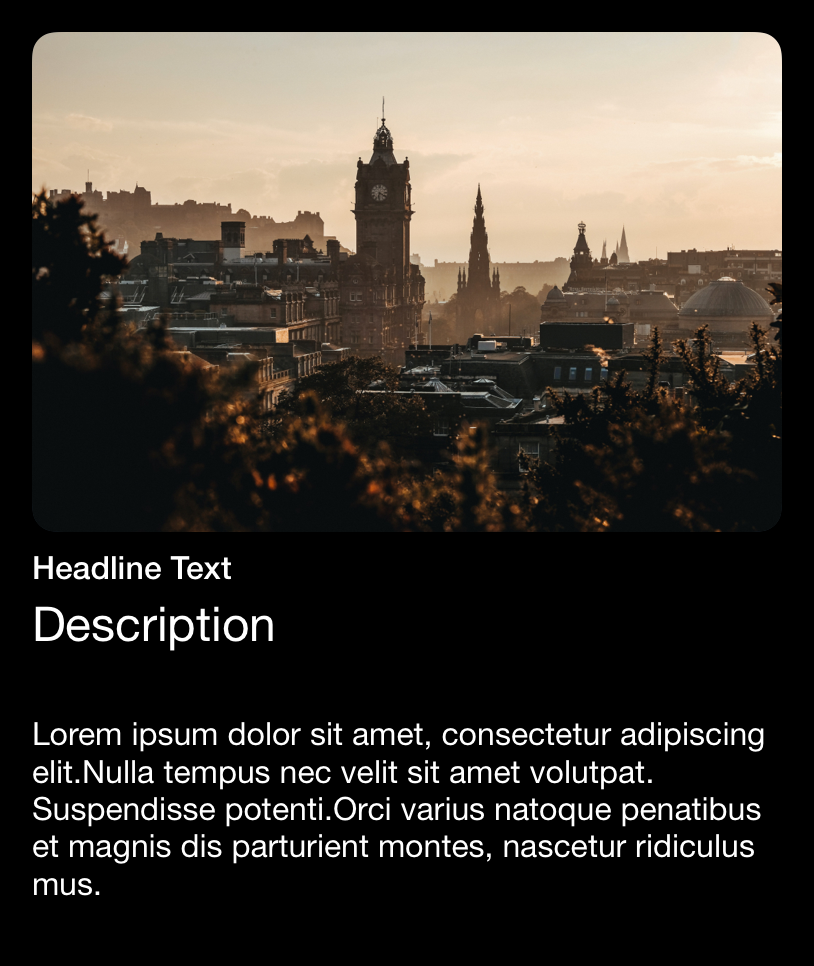 Headline Text
Description
Lorem ipsum dolor sit amet, consectetur adipiscing
elit.Nulla tempus nec velit sit amet volutpat.
Suspendisse potenti.Orci varius natoque penatibus
et magnis dis parturient montes, nascetur ridiculus
mus.